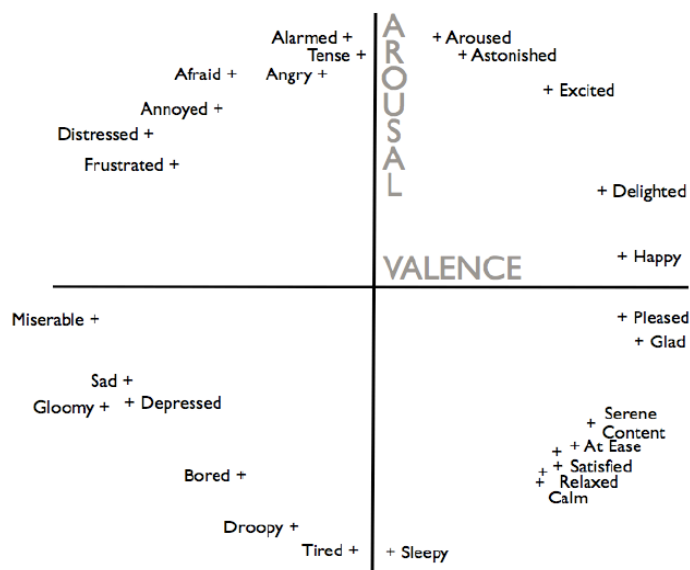 Alarmed
Aroused
Tense
Astonished
Afraid
Angry
Excited
Annoyed
Distressed
Frustrated
AROUSAL
Delighted
Happy
VALENCE
Miserable
Pleased
Glad
Sad
Gloomy
Depressed
Serene
Content
At Ease
Satisfied
Bored
Relaxed
Calm
Droopy
Tired
Sleepy